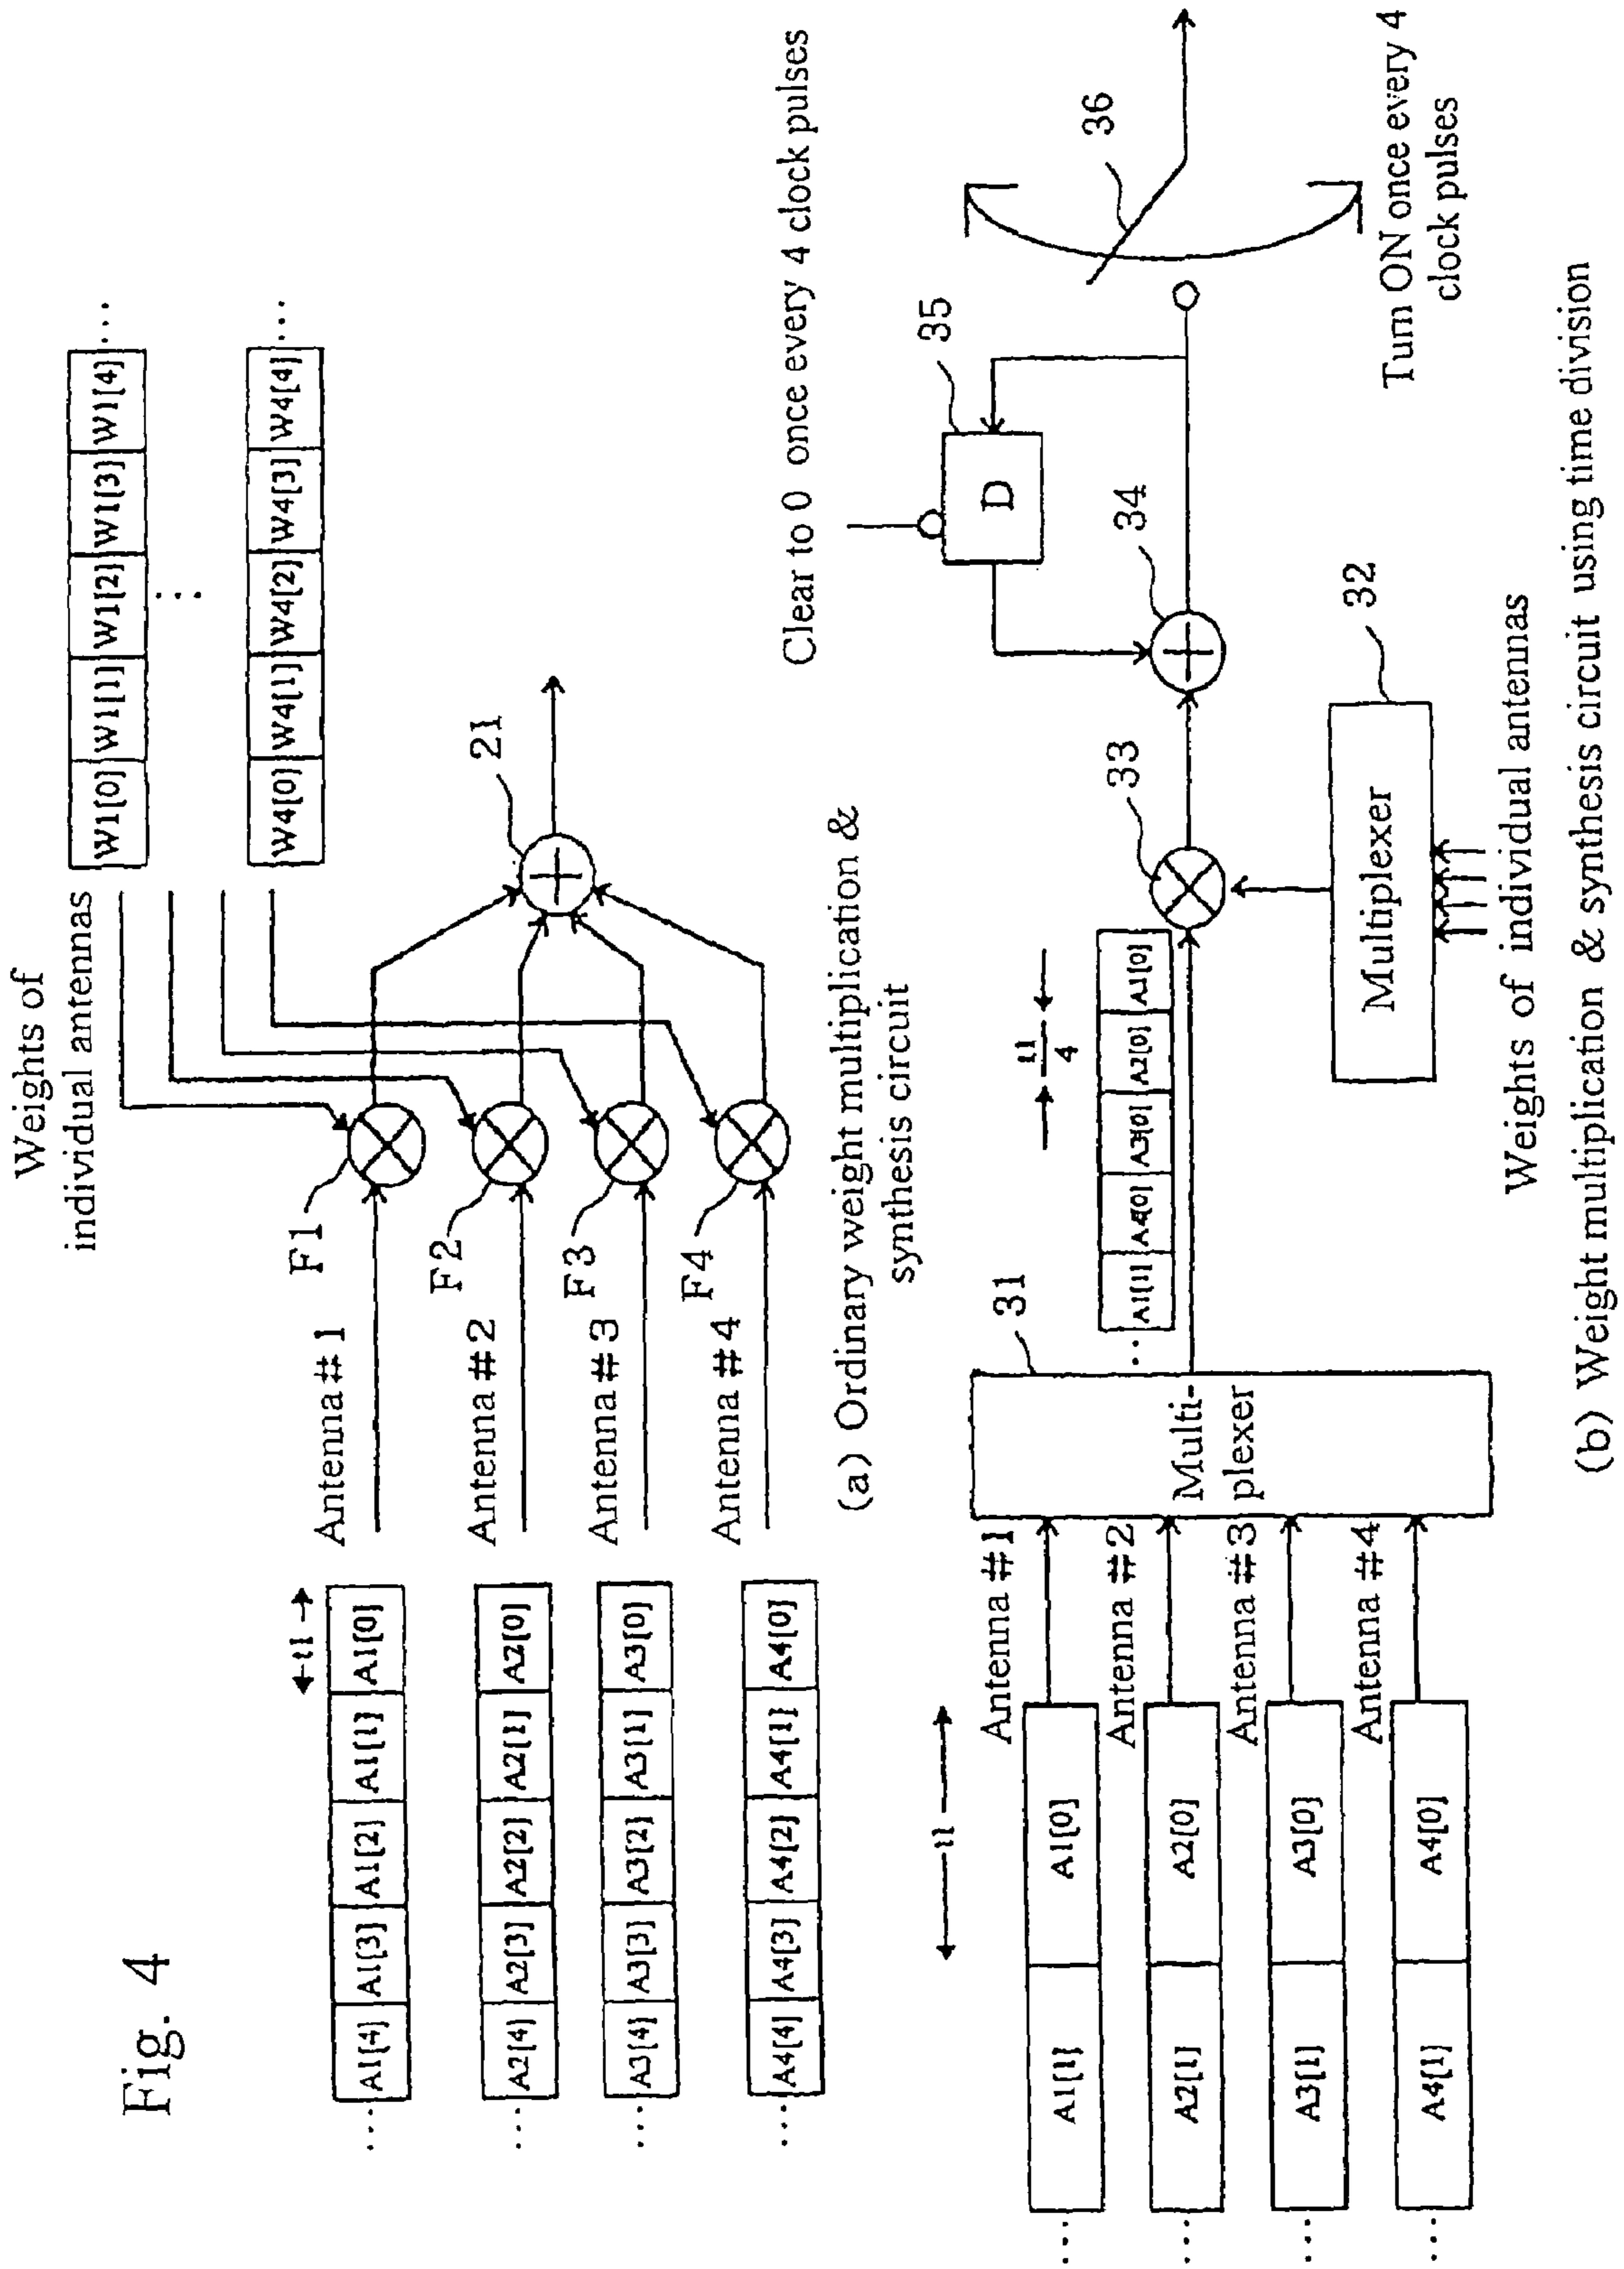 Fig. 4
Weights of
individual antennas
W1[0] W1[1] W1[2] W1[3] W1[4] ...
...
W4[0] W4[1] W4[2] W4[3] W4[4] ...
F1
F2
F3
F4
21
t1
... A1[4] A1[3] A1[2] A1[1] A1[0]
Antenna #1
... A2[4] A2[3] A2[2] A2[1] A2[0]
Antenna #2
... A3[4] A3[3] A3[2] A3[1] A3[0]
Antenna #3
... A4[4] A4[3] A4[2] A4[1] A4[0]
Antenna #4
(a) Ordinary weight multiplication &
synthesis circuit
Clear to 0 once every 4 clock pulses
t1
Antenna #1
... A1[1] A1[0]
Antenna #2
... A2[1] A2[0]
Antenna #3
... A3[1] A3[0]
Antenna #4
... A4[1] A4[0]
Multi-
plexer
31
t1
4
... A1[1] A4[0] A3[0] A2[0] A1[0]
33
34
35
D
36
Multiplexer
32
Turn ON once every 4
clock pulses
Weights of individual antennas
(b) Weight multiplication & synthesis circuit using time division